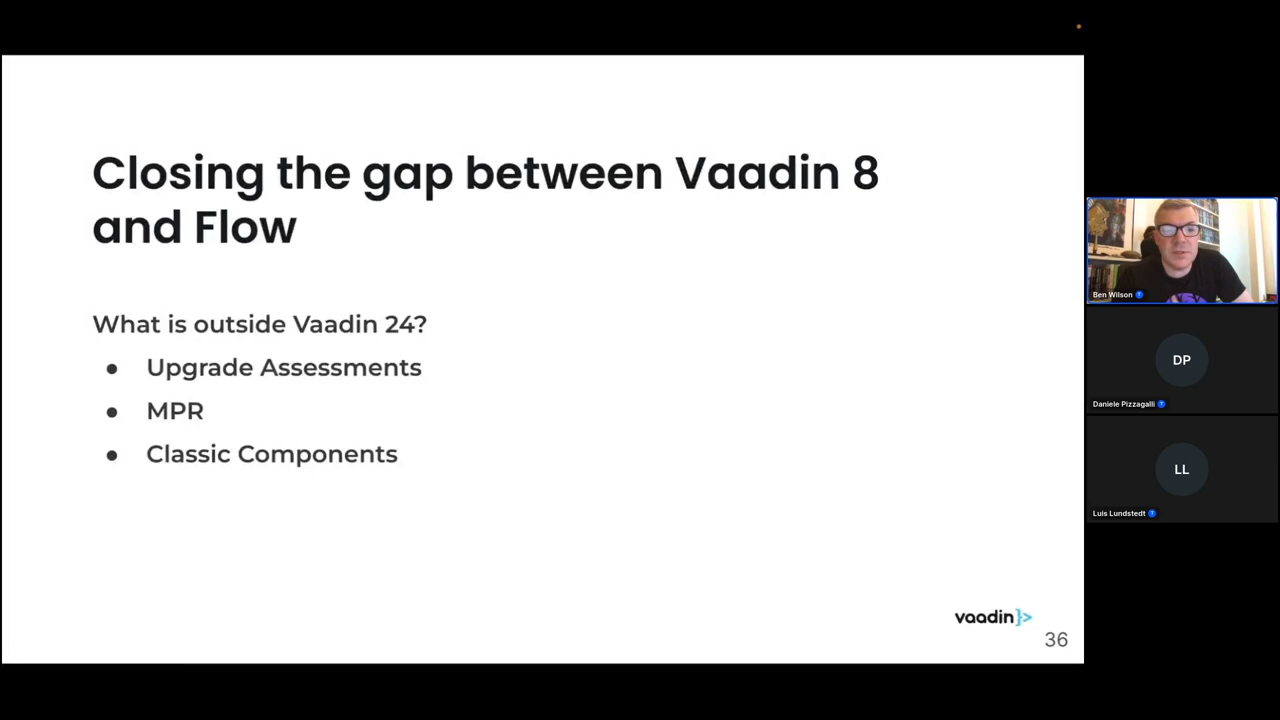 Closing the gap between Vaadin 8
and Flow
What is outside Vaadin 24?
● Upgrade Assessments
● MPR
● Classic Components
vaadin}>
36
Ben Wilson
DP
Daniele Pizzagalli
LL
Luis Lundstedt